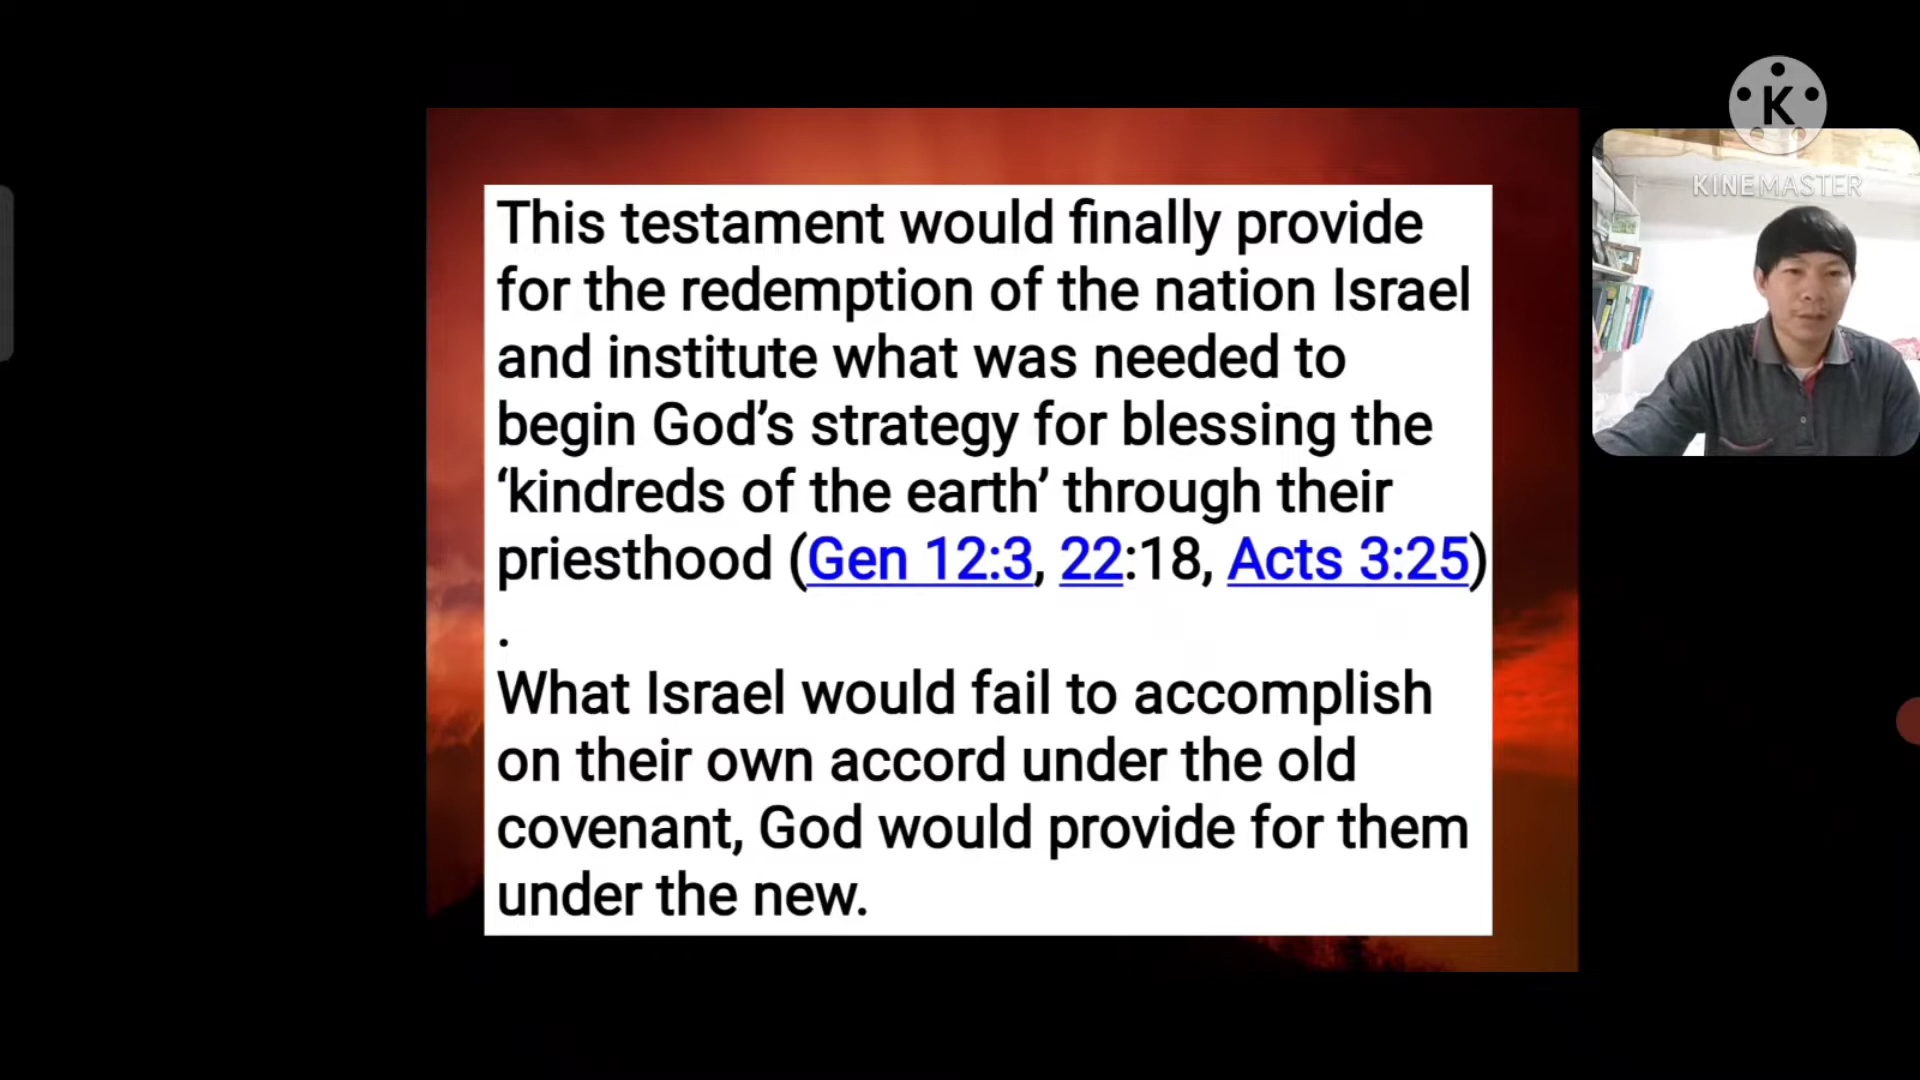 This testament would finally provide
for the redemption of the nation Israel
and institute what was needed to
begin God’s strategy for blessing the
‘kindreds of the earth’ through their
priesthood (Gen 12:3, 22:18, Acts 3:25)
.
What Israel would fail to accomplish
on their own accord under the old
covenant, God would provide for them
under the new.
K
KINEMASTER